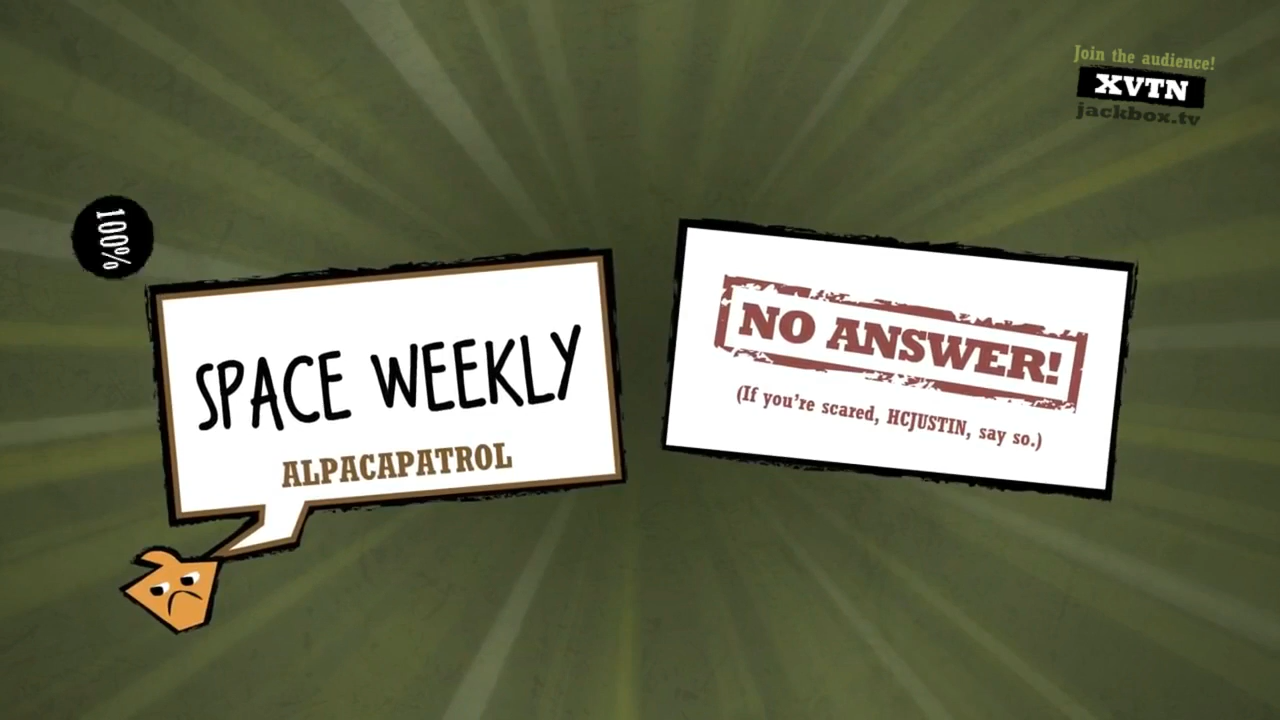 Join the audience!
XVTN
jackbox.tv
100%
SPACE WEEKLY
ALPACAPATROL
NO ANSWER!
(If you're scared, HCJUSTIN, say so.)